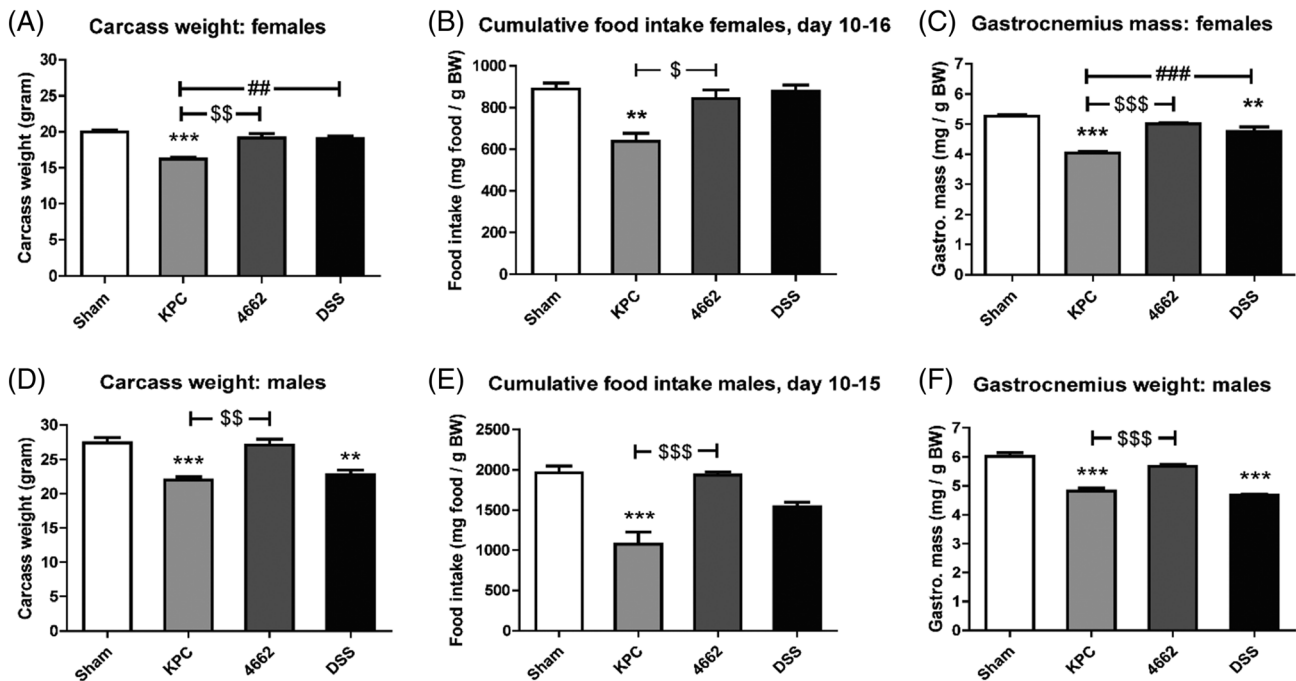 (A) Carcass weight: females
Carcass weight (gram)
30
25
20
15
10
5
0
##
$$
***
Sham
KPC
4662
DSS
(B) Cumulative food intake females, day 10-16
Food intake (mg food / g BW)
1000
800
600
400
200
0
$
**
Sham
KPC
4662
DSS
(C) Gastrocnemius mass: females
Gastro. mass (mg / g BW)
7
6
5
4
3
2
1
0
###
$$$
**
***
Sham
KPC
4662
DSS
(D) Carcass weight: males
Carcass weight (gram)
50
45
40
35
30
25
20
15
10
5
0
$$
***
**
Sham
KPC
4662
DSS
(E) Cumulative food intake males, day 10-15
Food intake (mg food / g BW)
2500
2000
1500
1000
500
0
$$$
***
Sham
KPC
4662
DSS
(F) Gastrocnemius weight: males
Gastro. mass (mg / g BW)
7
6
5
4
3
2
1
0
$$$
***
***
Sham
KPC
4662
DSS